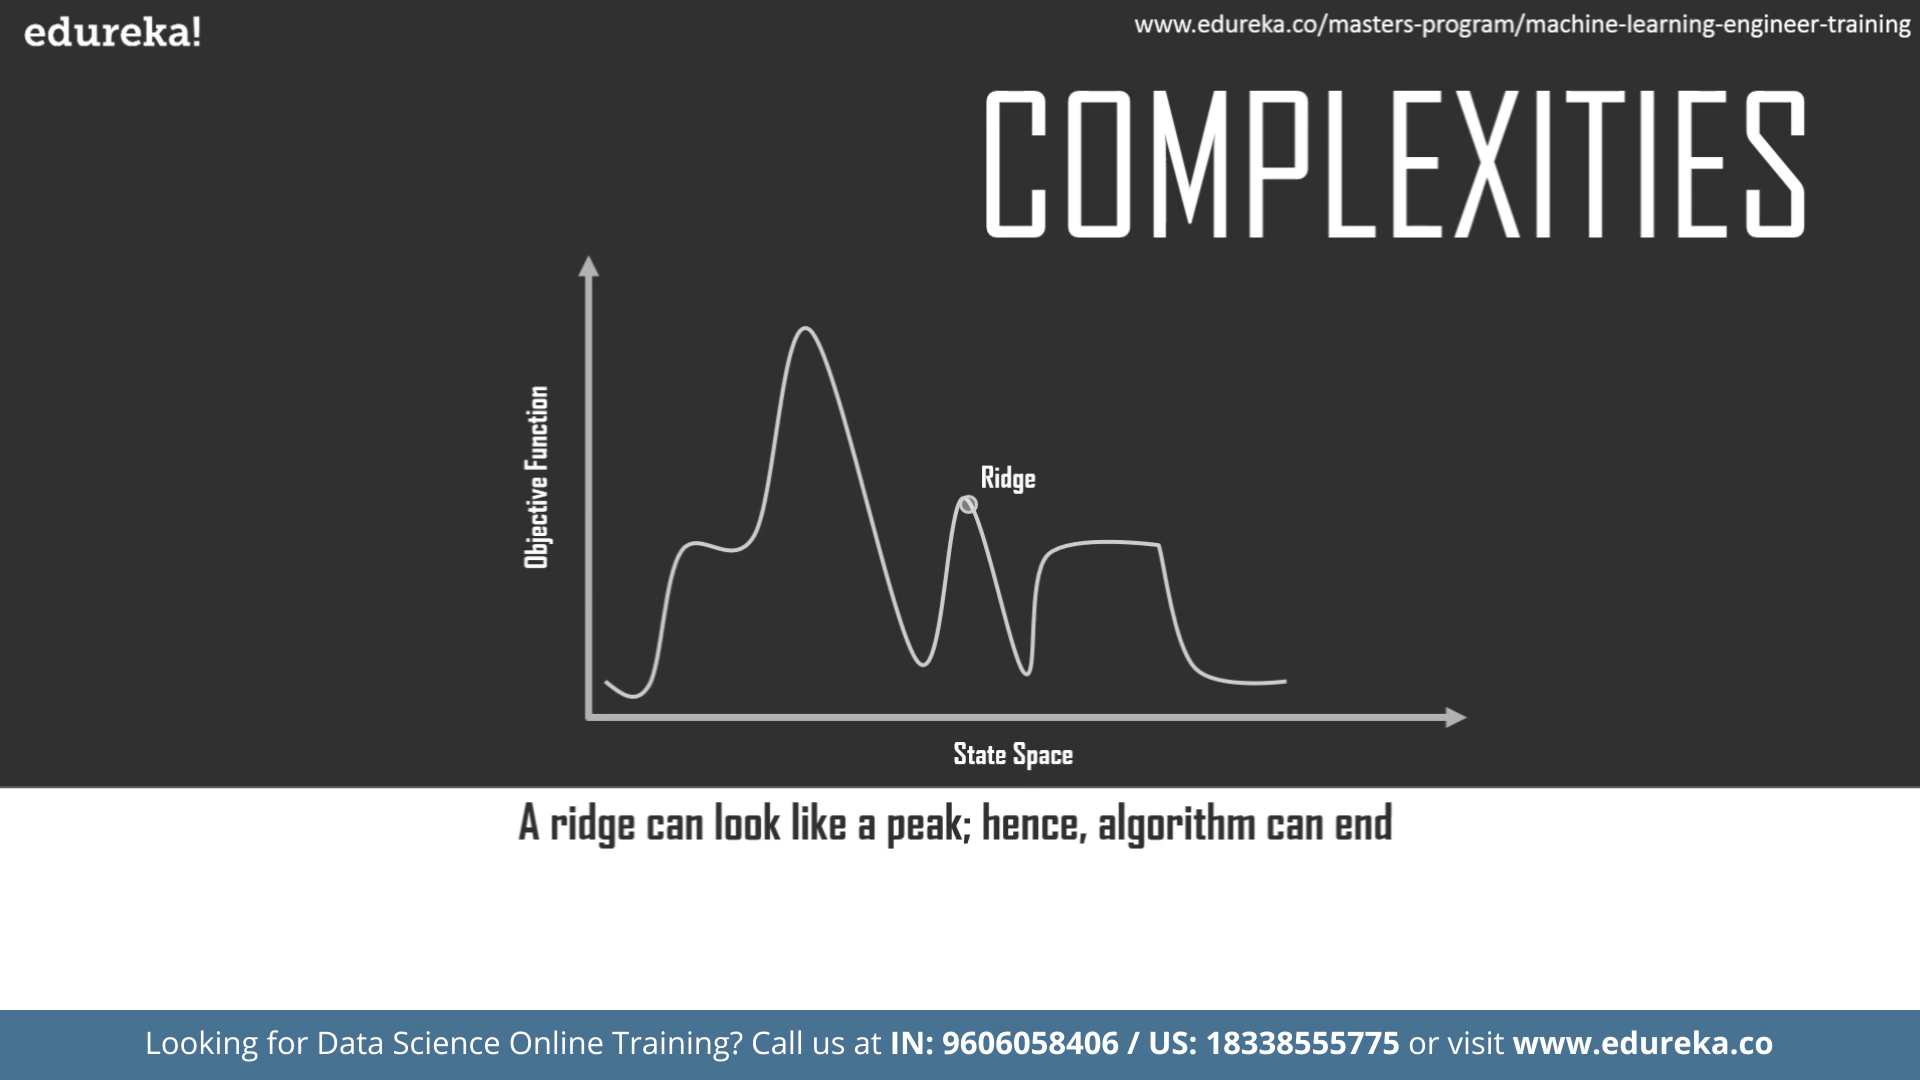 edureka!
www.edureka.co/masters-program/machine-learning-engineer-training
COMPLEXITIES
Objective Function
Ridge
State Space
A ridge can look like a peak; hence, algorithm can end
Looking for Data Science Online Training? Call us at IN: 9606058406 / US: 18338555775 or visit www.edureka.co